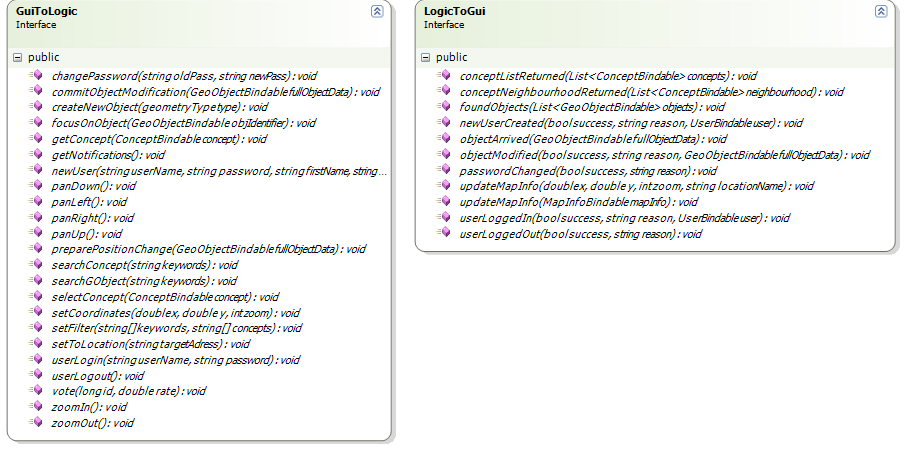 GuiToLogic
Interface
public
changePassword(string oldPass, string newPass) : void
commitObjectModification(GeoObjectBindable fullObjectData) : void
createNewObject(geometryType type) : void
focusOnObject(GeoObjectBindable objIdentifier) : void
getConcept(ConceptBindable concept) : void
getNotifications() : void
newUser(string userName, string password, string firstName, string ...
panDown() : void
panLeft() : void
panRight() : void
panUp() : void
preparePositionChange(GeoObjectBindable fullObjectData) : void
searchConcept(string keywords) : void
searchGObject(string keywords) : void
selectConcept(ConceptBindable concept) : void
setCoordinates(double x, double y, int zoom) : void
setFilter(string[] keywords, string[] concepts) : void
setToLocation(string targetAdress) : void
userLogin(string userName, string password) : void
userLogout() : void
vote(long id, double rate) : void
zoomIn() : void
zoomOut() : void
LogicToGui
Interface
public
conceptListReturned(List<ConceptBindable> concepts) : void
conceptNeighbourhoodReturned(List<ConceptBindable> neighbourhood) : void
foundObjects(List<GeoObjectBindable> objects) : void
newUserCreated(bool success, string reason, UserBindable user) : void
objectArrived(GeoObjectBindable fullObjectData) : void
objectModified(bool success, string reason, GeoObjectBindable fullObjectData) : void
passwordChanged(bool success, string reason) : void
updateMapInfo(double x, double y, int zoom, string locationName) : void
updateMapInfo(MapInfoBindable mapInfo) : void
userLoggedIn(bool success, string reason, UserBindable user) : void
userLoggedOut(bool success, string reason) : void